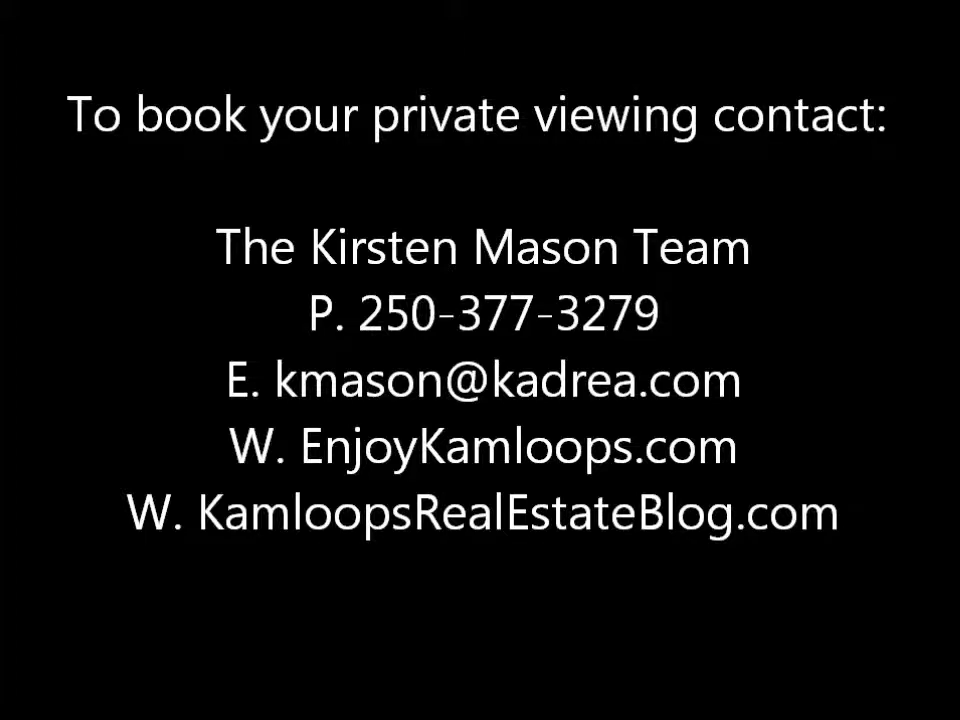 To book your private viewing contact:
The Kirsten Mason Team
P. 250-377-3279
E. kmason@kadrea.com
W. EnjoyKamloops.com
W. KamloopsRealEstateBlog.com